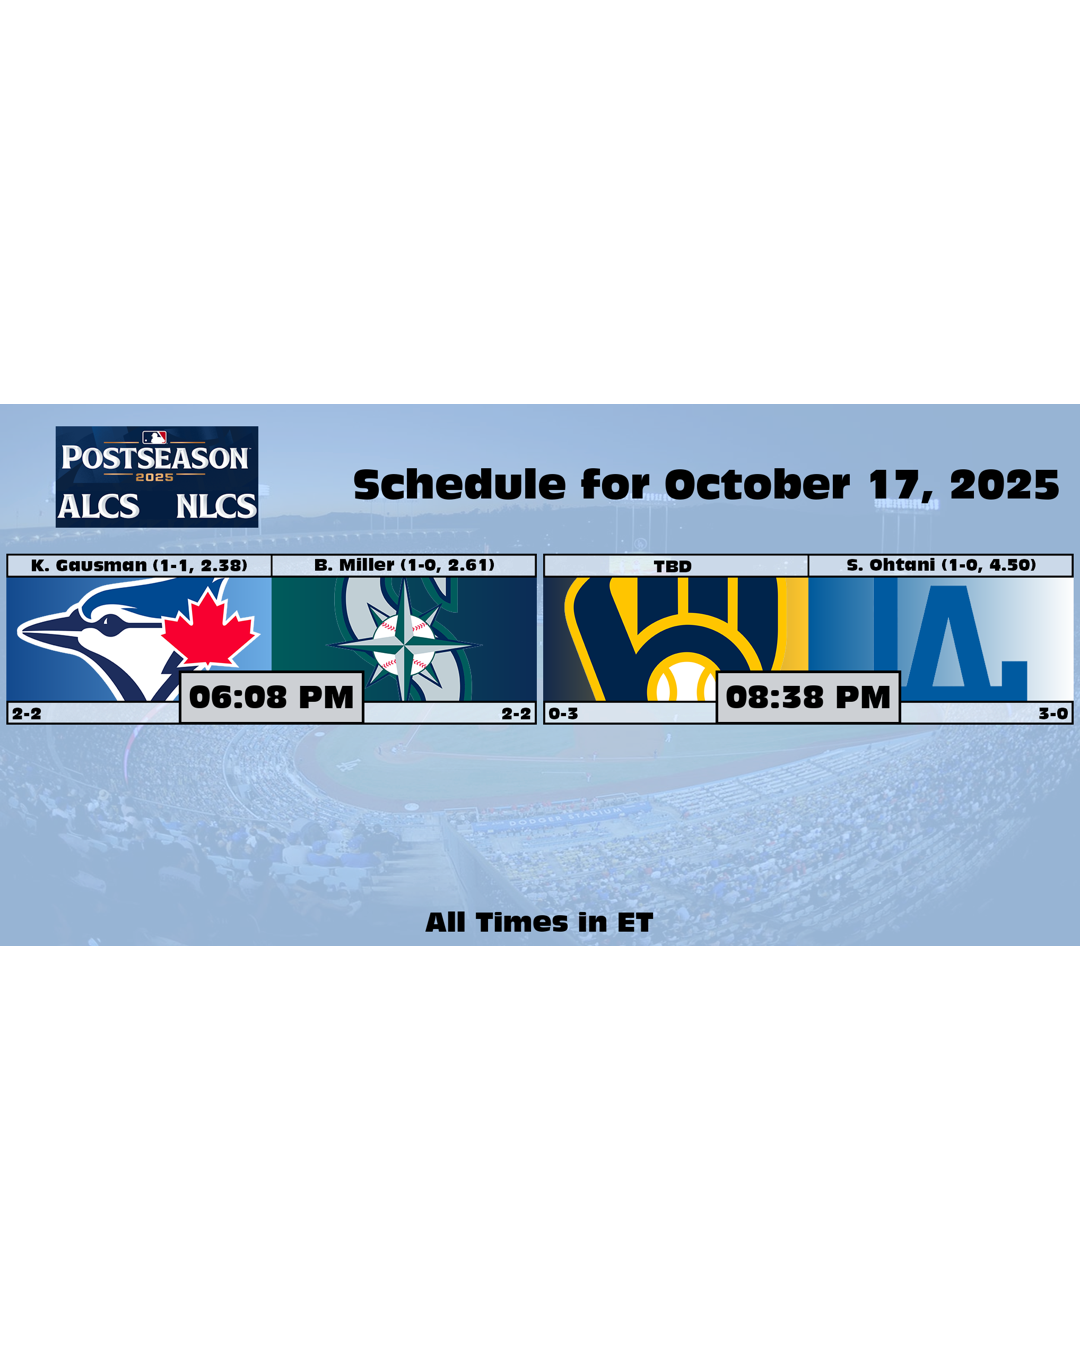 POSTSEASON
2025
ALCS NLCS
Schedule for October 17, 2025
K. Gausman (1-1, 2.38)
B. Miller (1-0, 2.61)
TBD
S. Ohtani (1-0, 4.50)
06:08 PM
08:38 PM
2-2
2-2
0-3
3-0
DODGER STADIUM
All Times in ET